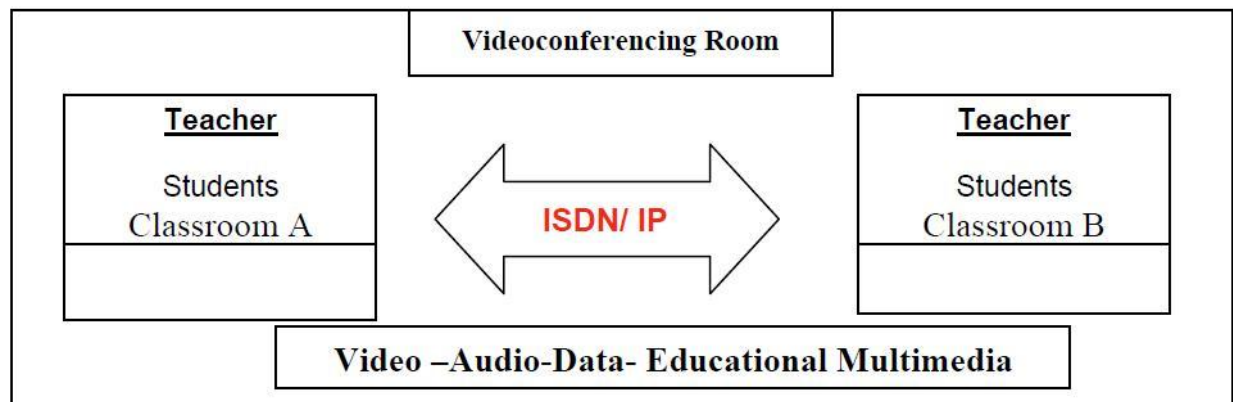 Videoconferencing Room
Teacher
Students
Classroom A
ISDN/ IP
Teacher
Students
Classroom B
Video –Audio-Data- Educational Multimedia